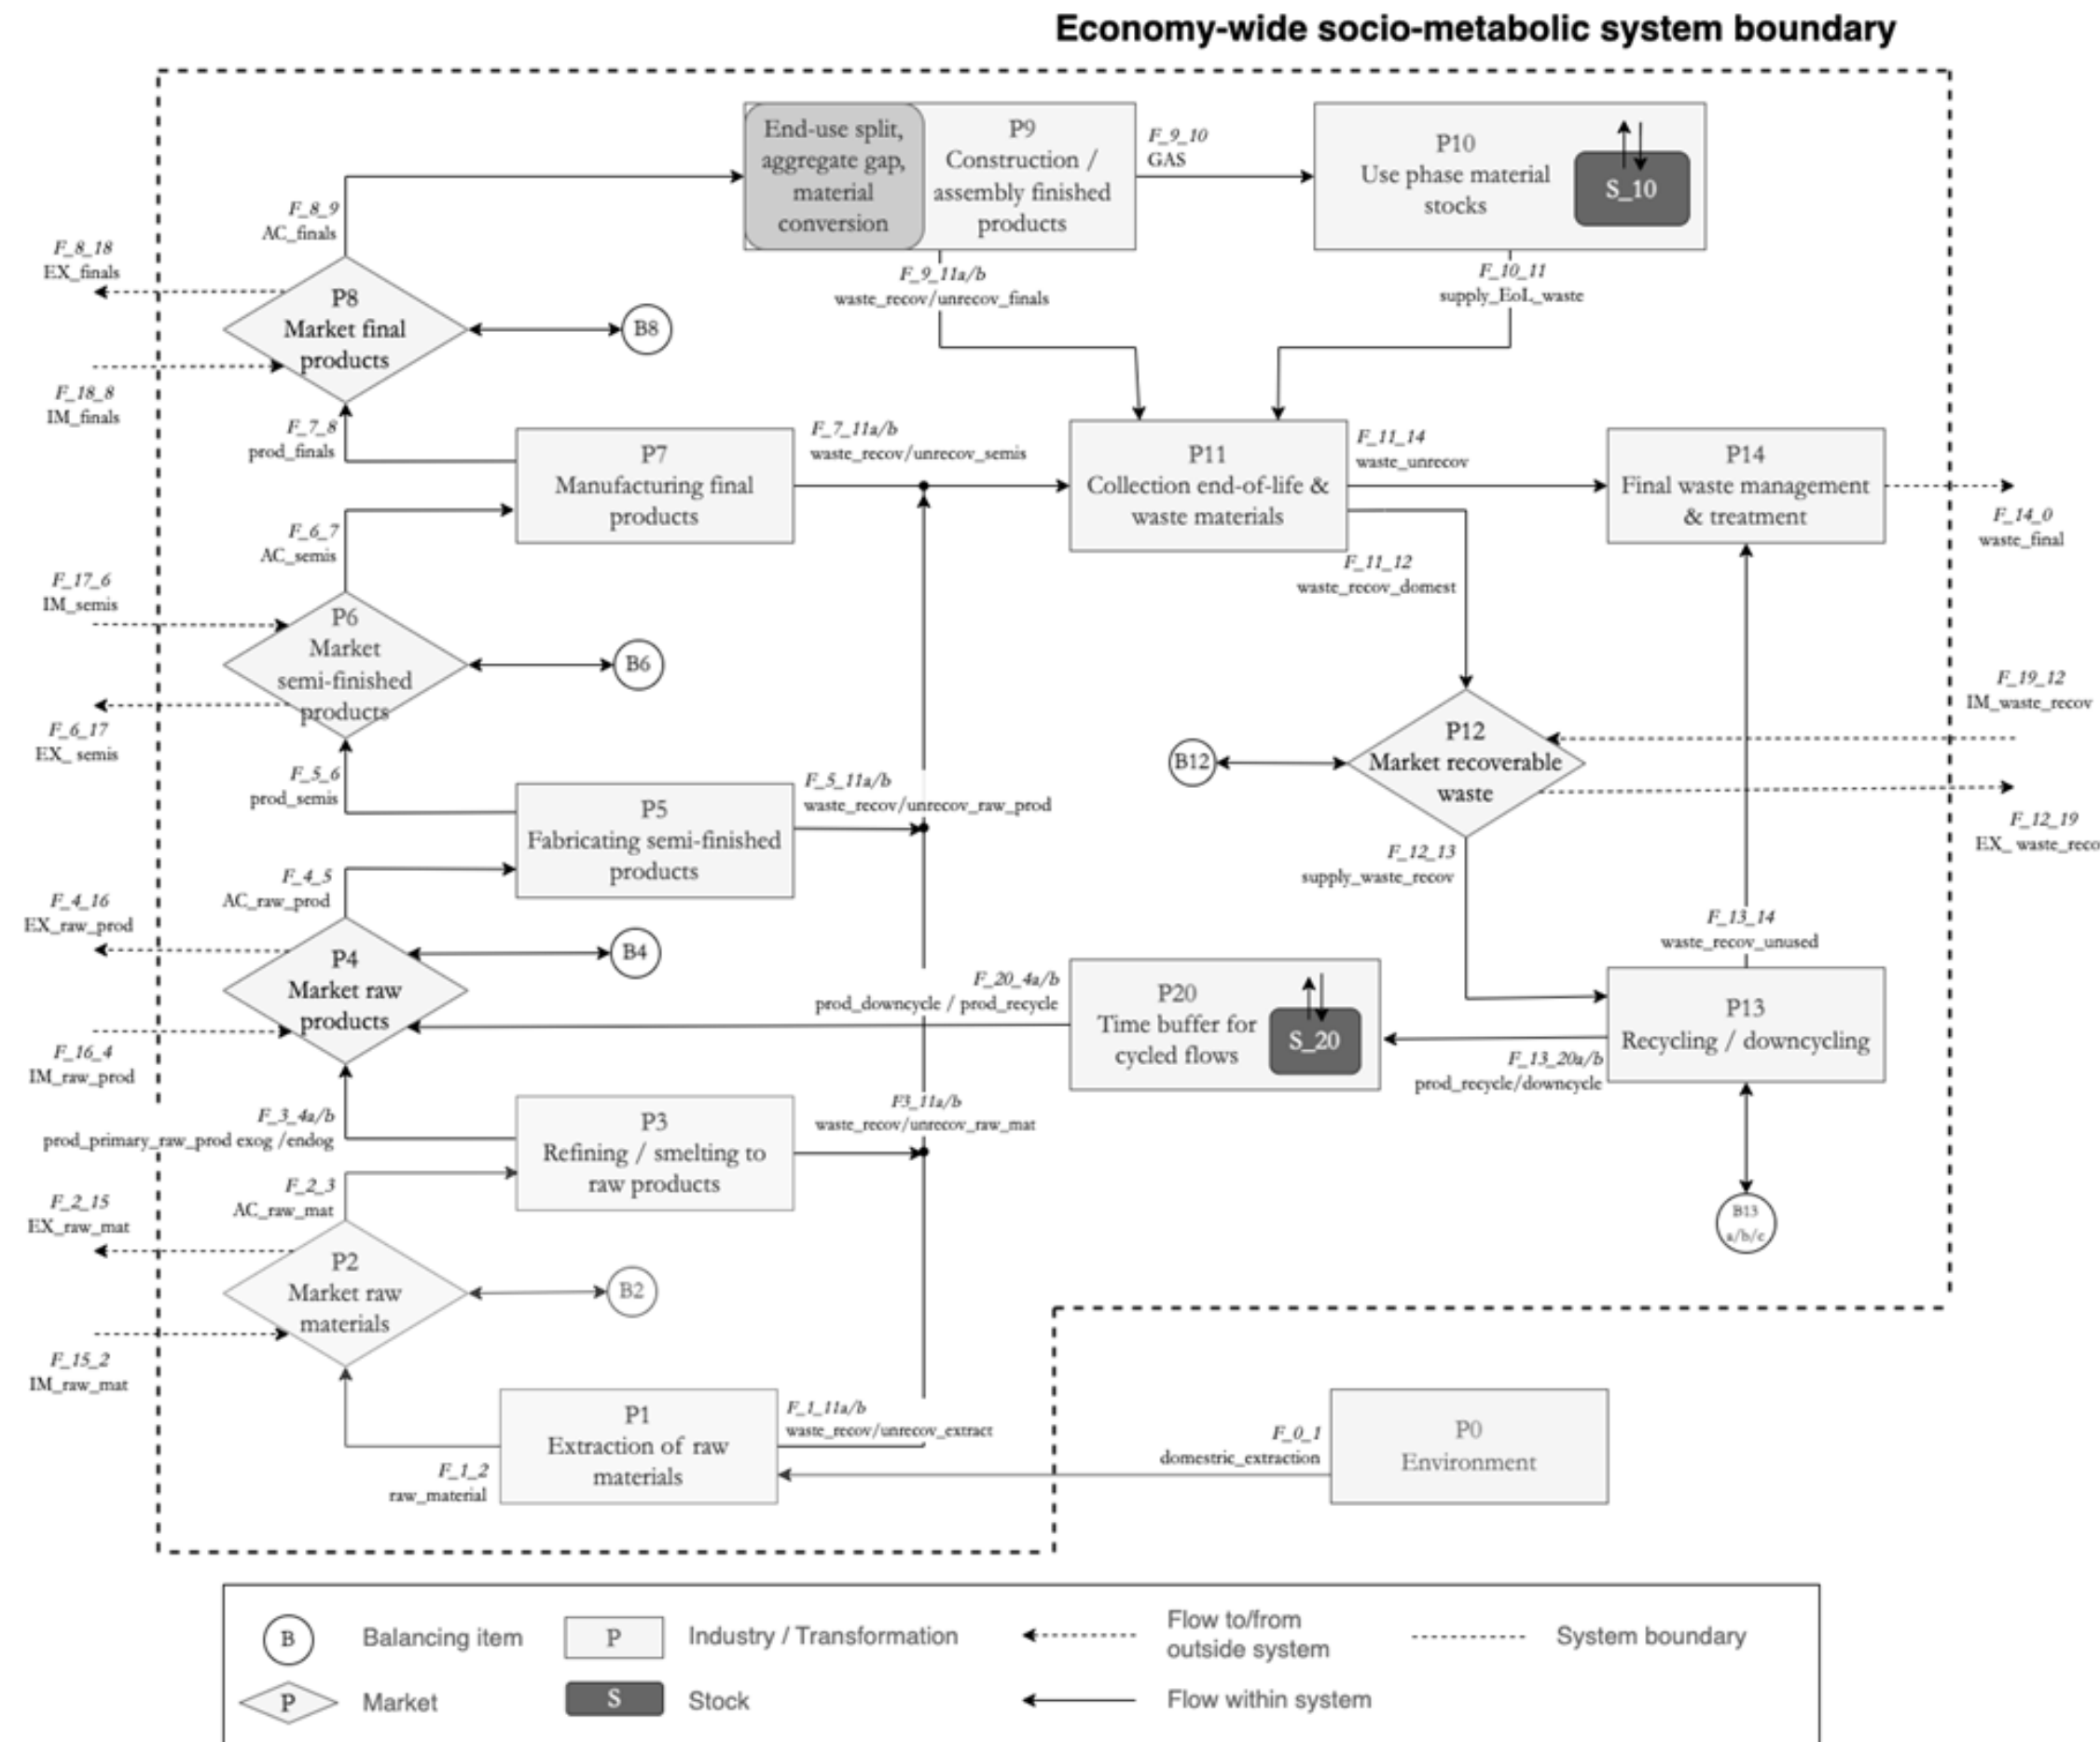 Economy-wide socio-metabolic system boundary
End-use split,
aggregate gap,
material
conversion
P9
Construction /
assembly finished
products
F_9_10
GAS
P10
Use phase material
stocks
S_10
F_8_9
AC_finals
F_8_18
EX_finals
P8
Market final
products
B8
F_18_8
IM_finals
F_9_11a/b
waste_recov/unrecov_finals
F_10_11
supply_EoL_waste
F_7_8
prod_finals
P7
Manufacturing final
products
F_7_11a/b
waste_recov/unrecov_semis
P11
Collection end-of-life &
waste materials
F_11_14
waste_unrecov
P14
Final waste management
& treatment
F_14_0
waste_final
F_6_7
AC_semis
F_17_6
IM_semis
P6
Market
semi-finished
products
B6
F_6_17
EX_ semis
F_11_12
waste_recov_domest
F_19_12
IM_waste_recov
P12
Market recoverable
waste
B12
F_12_19
EX_ waste_reco
F_5_6
prod_semis
P5
Fabricating semi-finished
products
F_5_11a/b
waste_recov/unrecov_raw_prod
F_12_13
supply_waste_recov
F_4_5
AC_raw_prod
F_4_16
EX_raw_prod
P4
Market raw
products
B4
F_16_4
IM_raw_prod
F_20_4a/b
prod_downcycle / prod_recycle
P20
Time buffer for
cycled flows
S_20
F_13_14
waste_recov_unused
P13
Recycling / downcycling
F_13_20a/b
prod_recycle/downcycle
B13
a/b/c
F_3_4a/b
prod_primary_raw_prod exog /endog
P3
Refining / smelting to
raw products
F3_11a/b
waste_recov/unrecov_raw_mat
F_2_3
AC_raw_mat
F_2_15
EX_raw_mat
P2
Market raw
materials
B2
F_15_2
IM_raw_mat
P1
Extraction of raw
materials
F_1_11a/b
waste_recov/unrecov_extract
F_1_2
raw_material
F_0_1
domestric_extraction
P0
Environment
B
Balancing item
P
Industry / Transformation
Flow to/from
outside system
System boundary
P
Market
S
Stock
Flow within system